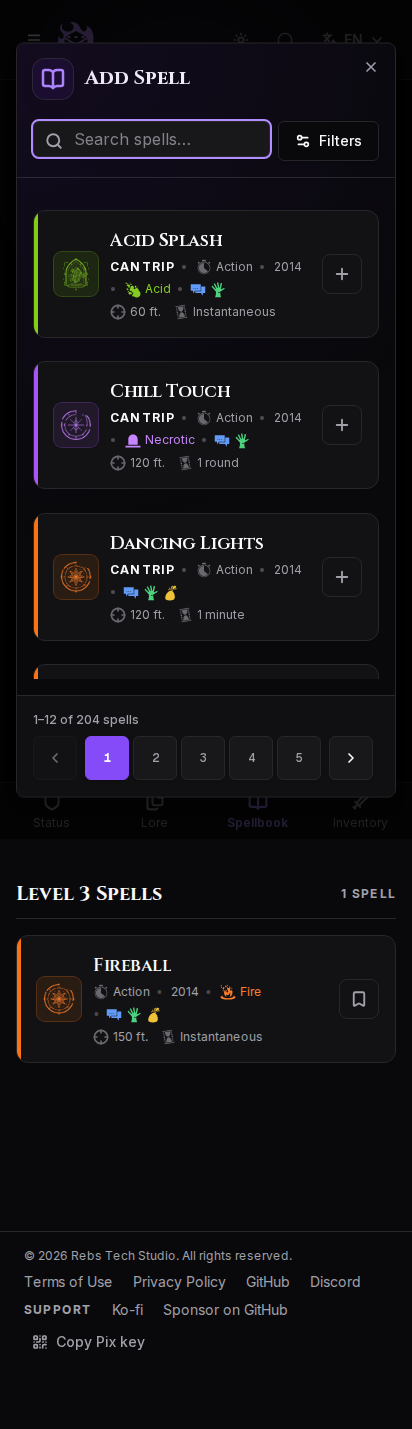 EN
Add Spell
Search spells...
Filters
Acid Splash
CANTRIP • Action • 2014
• Acid •
60 ft. Instantaneous
Chill Touch
CANTRIP • Action • 2014
• Necrotic •
120 ft. 1 round
Dancing Lights
CANTRIP • Action • 2014
•
120 ft. 1 minute
1–12 of 204 spells
1 2 3 4 5
Status Lore Spellbook Inventory
Level 3 Spells 1 SPELL
Fireball
Action • 2014 • Fire
•
150 ft. Instantaneous
© 2026 Rebs Tech Studio. All rights reserved.
Terms of Use Privacy Policy GitHub Discord
SUPPORT Ko-fi Sponsor on GitHub
Copy Pix key